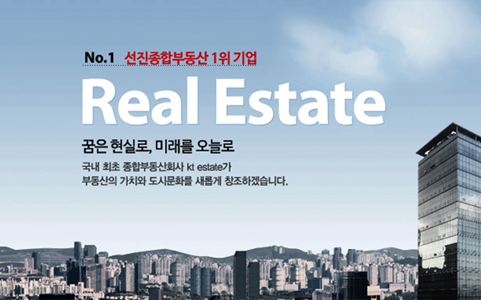 No.1 선진종합부동산 1위 기업
Real Estate
꿈은 현실로, 미래를 오늘로
국내 최초 종합부동산회사 kt estate가
부동산의 가치와 도시문화를 새롭게 창조하겠습니다.